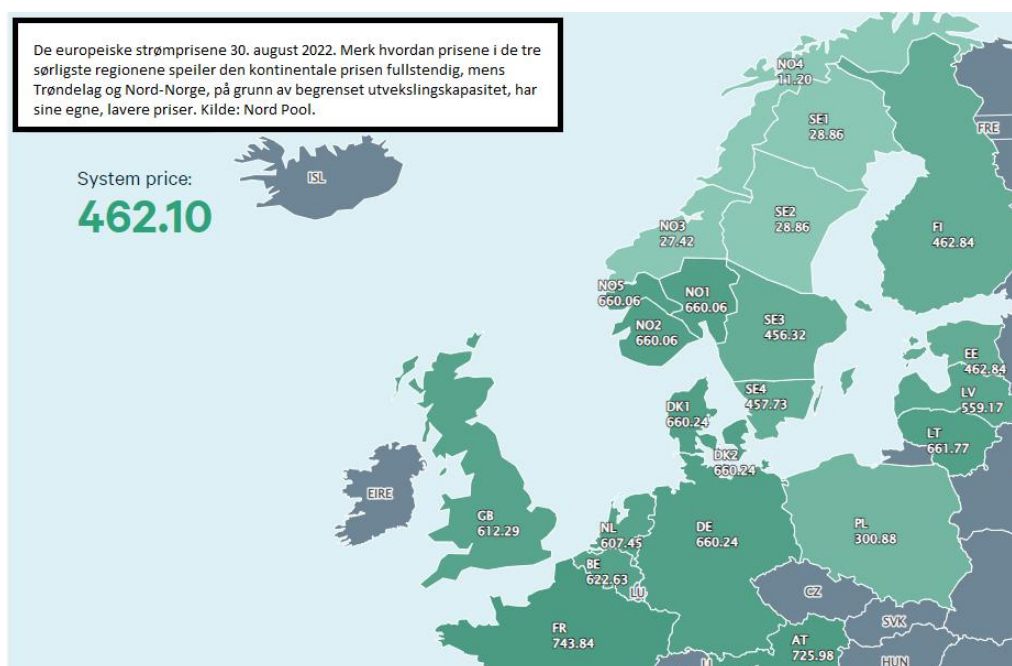 De europeiske strømprisene 30. august 2022. Merk hvordan prisene i de tre
sørligste regionene speiler den kontinentale prisen fullstendig, mens
Trøndelag og Nord-Norge, på grunn av begrenset utvekslingskapasitet, har
sine egne, lavere priser. Kilde: Nord Pool.
NO4
11.20
SE1
28.86
FRE
ISL
System price:
462.10
SE2
28.86
NO3
27.42
FI
462.84
NO5
660.06
NO1
660.06
NO2
660.06
SE3
456.32
EE
462.84
LV
559.17
SE4
457.73
DK1
660.24
LT
661.77
DK2
660.24
EIRE
GB
612.29
NL
607.45
DE
660.24
PL
300.88
BE
622.63
LU
CZ
SVK
FR
743.84
AT
725.98
HUN